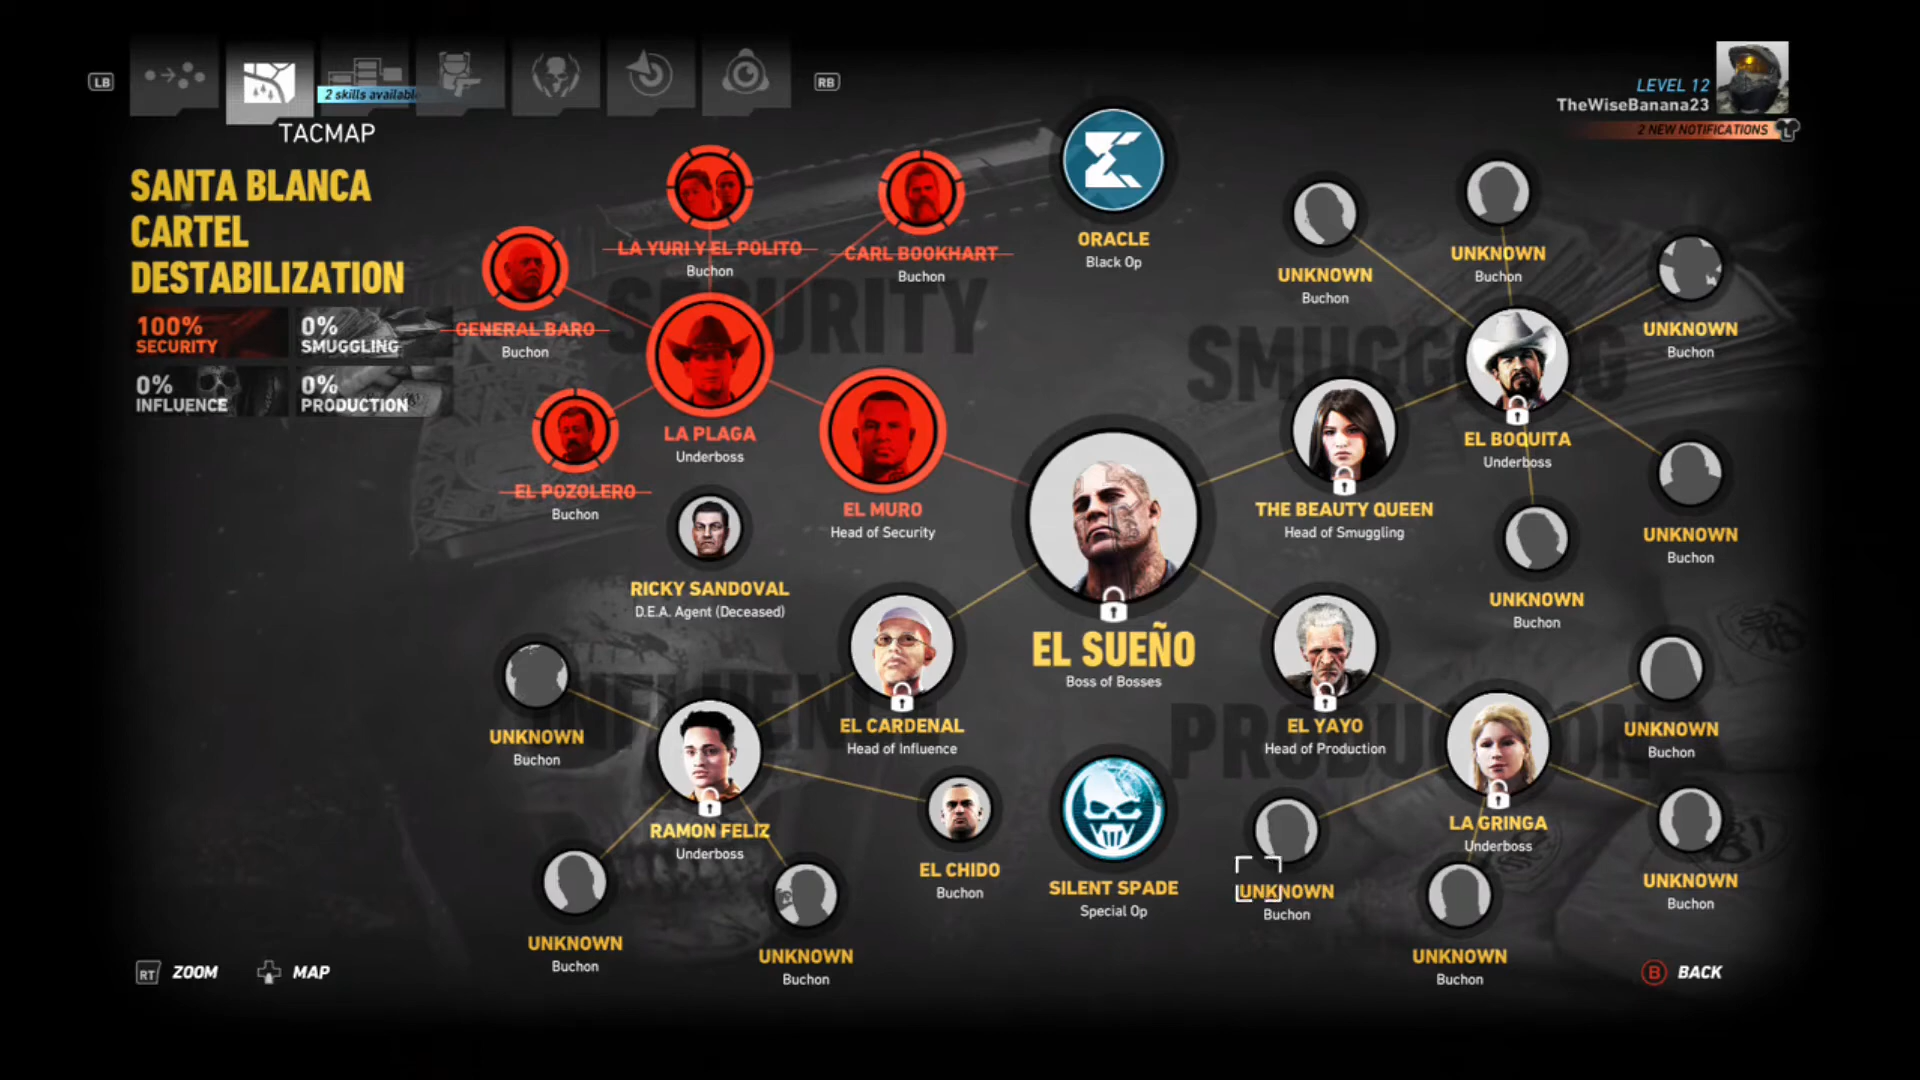 LB
2 skills available
RB
TACMAP
LEVEL 12
TheWiseBanana23
2 NEW NOTIFICATIONS
L
SANTA BLANCA
CARTEL
DESTABILIZATION
100%
SECURITY
0%
SMUGGLING
0%
INFLUENCE
0%
PRODUCTION
SECURITY
SMUGGLING
INFLUENCE
PRODUCTION
LA YURI Y EL POLITO
Buchon
CARL BOOKHART
Buchon
ORACLE
Black Op
UNKNOWN
Buchon
UNKNOWN
Buchon
GENERAL BARO
Buchon
UNKNOWN
Buchon
LA PLAGA
Underboss
EL BOQUITA
Underboss
EL POZOLERO
Buchon
EL MURO
Head of Security
THE BEAUTY QUEEN
Head of Smuggling
UNKNOWN
Buchon
RICKY SANDOVAL
D.E.A. Agent (Deceased)
UNKNOWN
Buchon
EL SUEÑO
Boss of Bosses
UNKNOWN
Buchon
EL CARDENAL
Head of Influence
EL YAYO
Head of Production
UNKNOWN
Buchon
RAMON FELIZ
Underboss
LA GRINGA
Underboss
EL CHIDO
Buchon
SILENT SPADE
Special Op
UNKNOWN
Buchon
UNKNOWN
Buchon
UNKNOWN
Buchon
UNKNOWN
Buchon
UNKNOWN
Buchon
RT ZOOM
MAP
B BACK